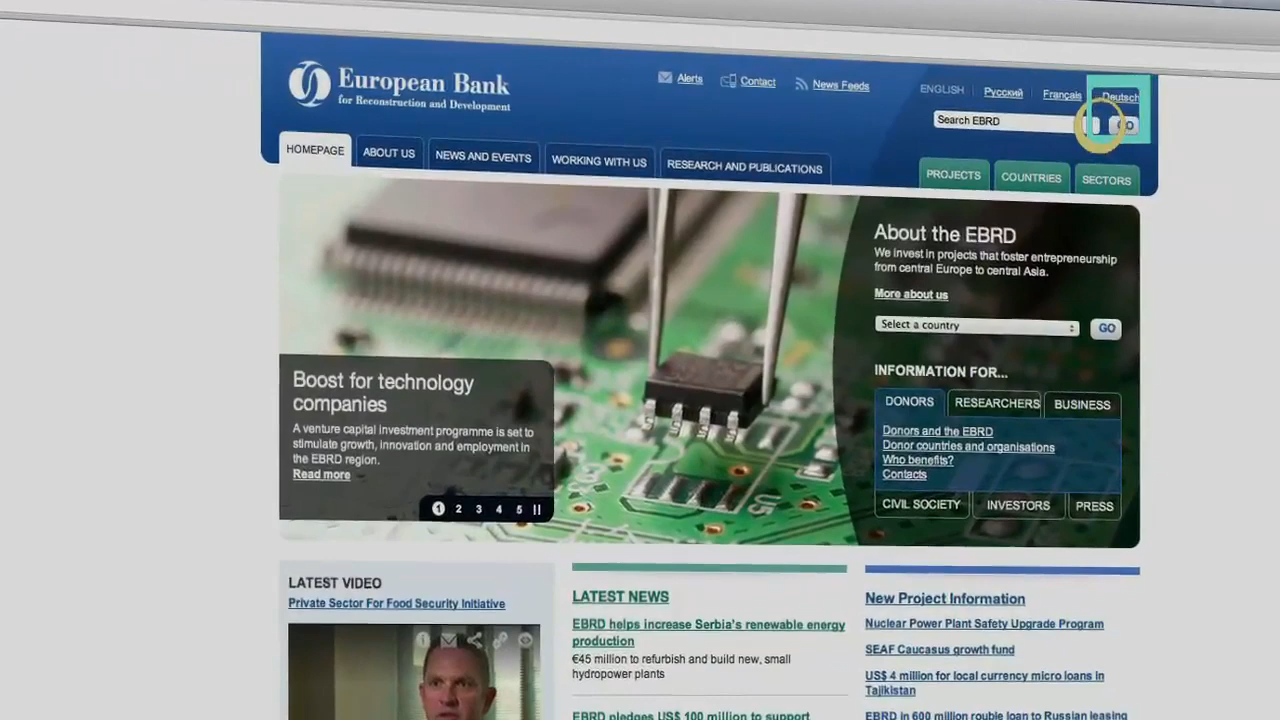 European Bank
for Reconstruction and Development
Alerts
Contact
News Feeds
ENGLISH
Русский
Français
Deutsch
Search EBRD
GO
HOMEPAGE
ABOUT US
NEWS AND EVENTS
WORKING WITH US
RESEARCH AND PUBLICATIONS
PROJECTS
COUNTRIES
SECTORS
About the EBRD
We invest in projects that foster entrepreneurship
from central Europe to central Asia.
More about us
Select a country
GO
INFORMATION FOR...
DONORS
RESEARCHERS
BUSINESS
Donors and the EBRD
Donor countries and organisations
Who benefits?
Contacts
CIVIL SOCIETY
INVESTORS
PRESS
Boost for technology
companies
A venture capital investment programme is set to
stimulate growth, innovation and employment in
the EBRD region.
Read more
1 2 3 4 5
U5
LATEST VIDEO
Private Sector For Food Security Initiative
LATEST NEWS
EBRD helps increase Serbia's renewable energy
production
€45 million to refurbish and build new, small
hydropower plants
EBRD pledges US$ 100 million to support
New Project Information
Nuclear Power Plant Safety Upgrade Program
SEAF Caucasus growth fund
US$ 4 million for local currency micro loans in
Tajikistan
EBRD in 600 million rouble loan to Russian leasing